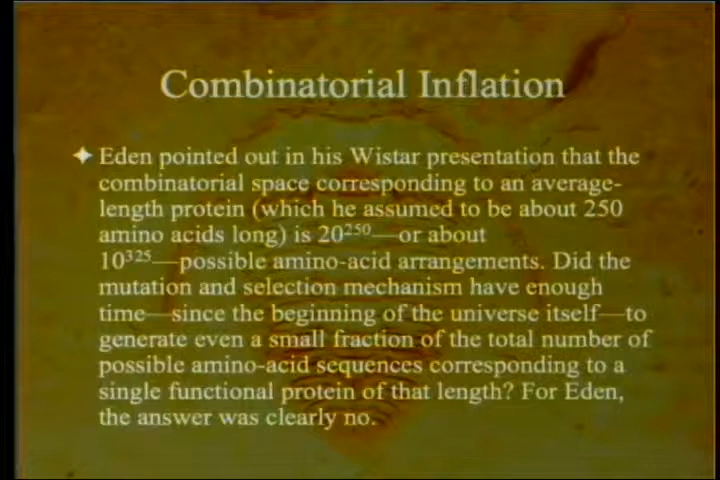 Combinatorial Inflation
✦ Eden pointed out in his Wistar presentation that the
combinatorial space corresponding to an average-
length protein (which he assumed to be about 250
amino acids long) is 20²⁵⁰—or about
10³²⁵—possible amino-acid arrangements. Did the
mutation and selection mechanism have enough
time—since the beginning of the universe itself—to
generate even a small fraction of the total number of
possible amino-acid sequences corresponding to a
single functional protein of that length? For Eden,
the answer was clearly no.